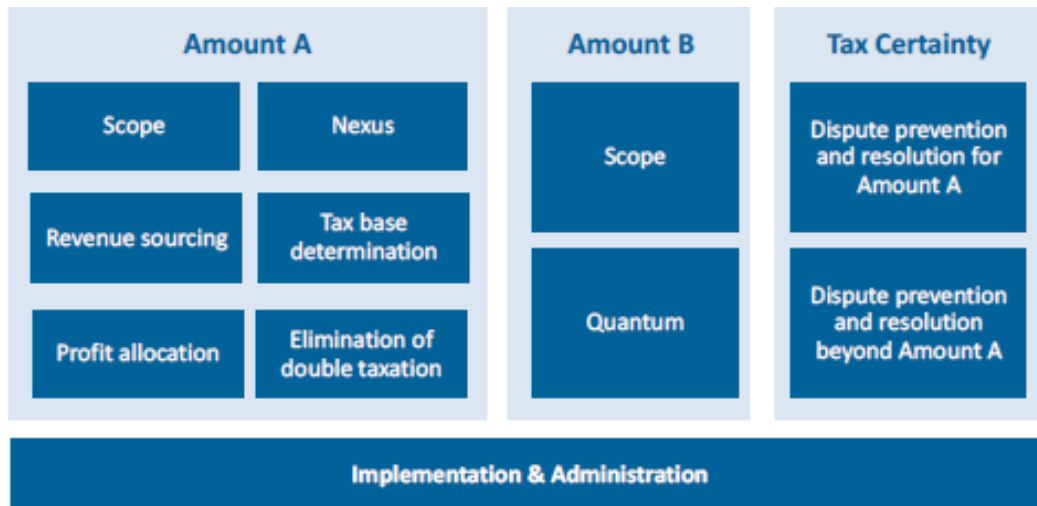 Amount A
Scope
Nexus
Revenue sourcing
Tax base
determination
Profit allocation
Elimination of
double taxation
Amount B
Scope
Quantum
Tax Certainty
Dispute prevention
and resolution for
Amount A
Dispute prevention
and resolution
beyond Amount A
Implementation & Administration